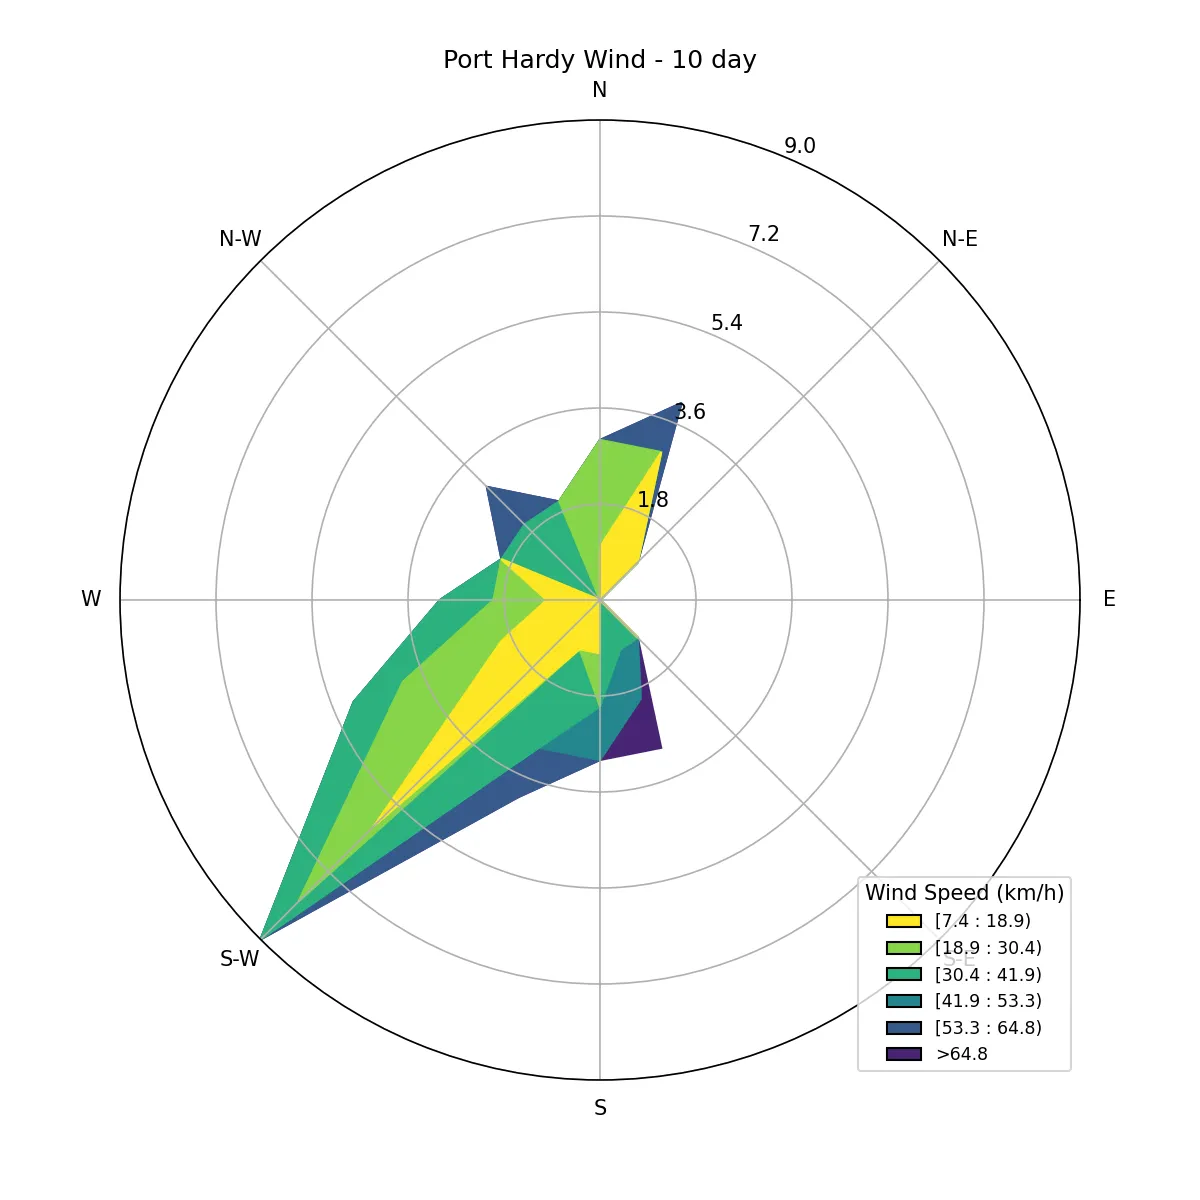 Port Hardy Wind - 10 day
N
9.0
N-W
7.2
N-E
5.4
3.6
1.8
W
E
S-W
S-E
Wind Speed (km/h)
[7.4 : 18.9)
[18.9 : 30.4)
[30.4 : 41.9)
[41.9 : 53.3)
[53.3 : 64.8)
>64.8
S